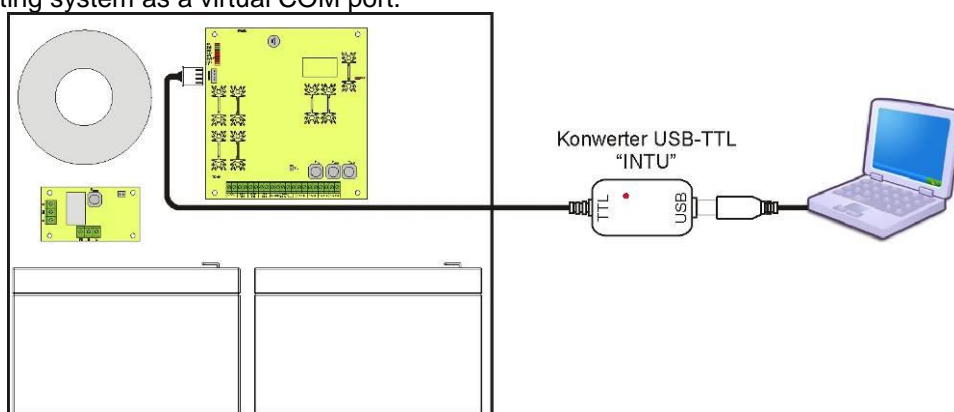 ting system as a virtual COM port.
Konwerter USB-TTL
"INTU"
TTL
USB